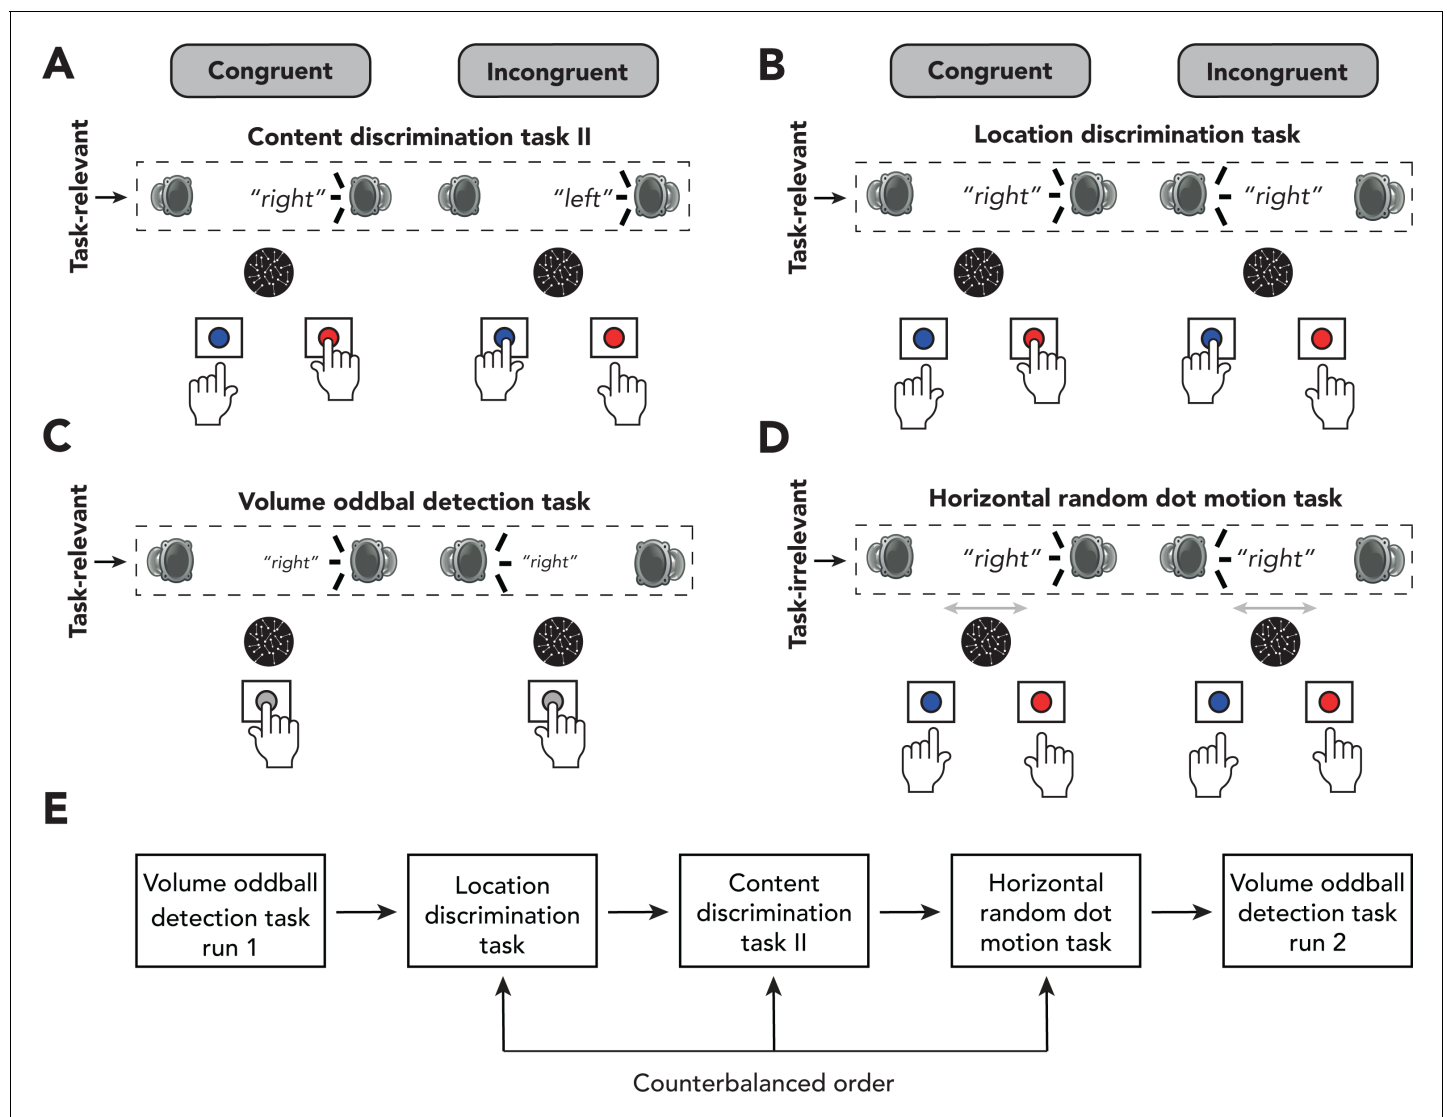 A
Congruent
Incongruent
Content discrimination task II
Task-relevant
“right”
“left”
B
Congruent
Incongruent
Location discrimination task
Task-relevant
“right”
“right”
C
Volume oddbal detection task
Task-relevant
“right”
“right”
D
Horizontal random dot motion task
Task-irrelevant
“right”
“right”
E
Volume oddball
detection task
run 1
Location
discrimination
task
Content
discrimination
task II
Horizontal
random dot
motion task
Volume oddball
detection task
run 2
Counterbalanced order